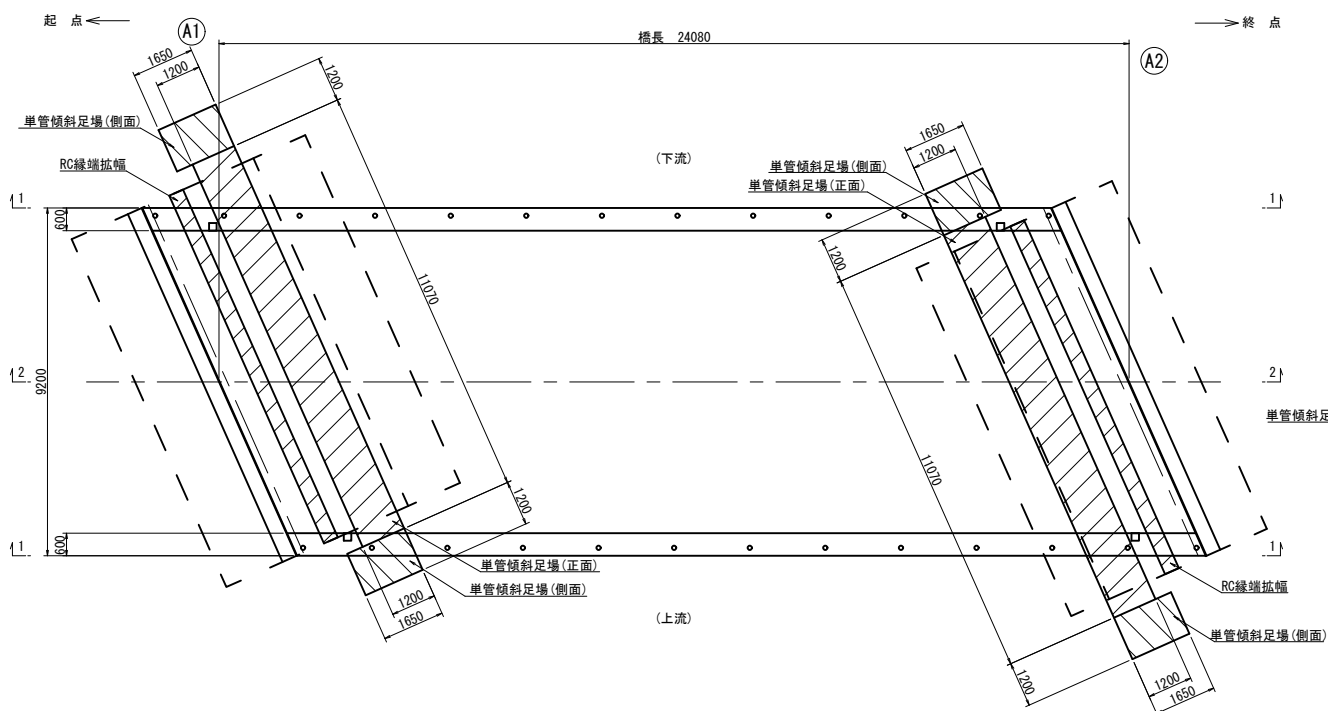 起 点
A1
橋長 24080
終 点
A2
1650
1200
1200
単管傾斜足場(側面)
RC縁端拡幅
(下流)
1650
1200
単管傾斜足場(側面)
単管傾斜足場(正面)
1
1
600
1200
11070
9200
2
2
単管傾斜足
11070
1200
600
1
1
単管傾斜足場(正面)
単管傾斜足場(側面)
1200
1650
(上流)
RC縁端拡幅
単管傾斜足場(側面)
1200
1200
1650